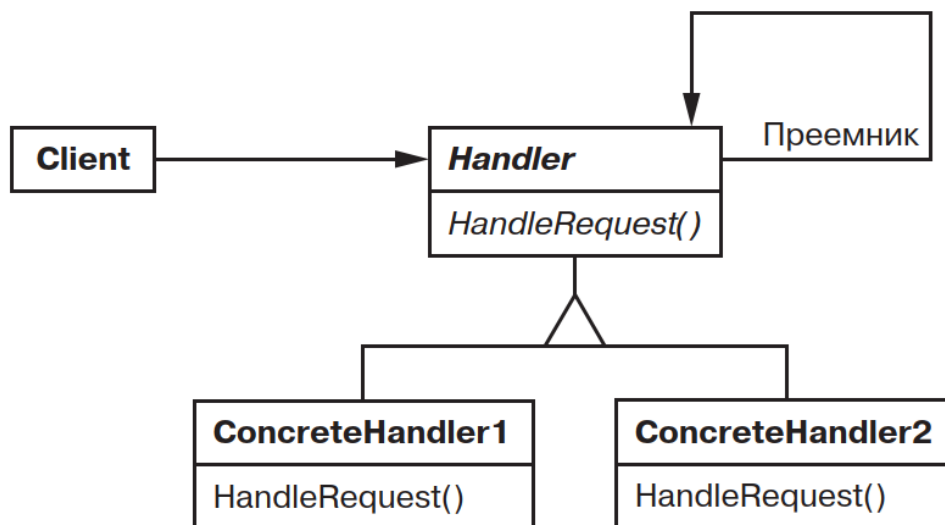 Client
Handler
HandleRequest()
Преемник
ConcreteHandler1
HandleRequest()
ConcreteHandler2
HandleRequest()